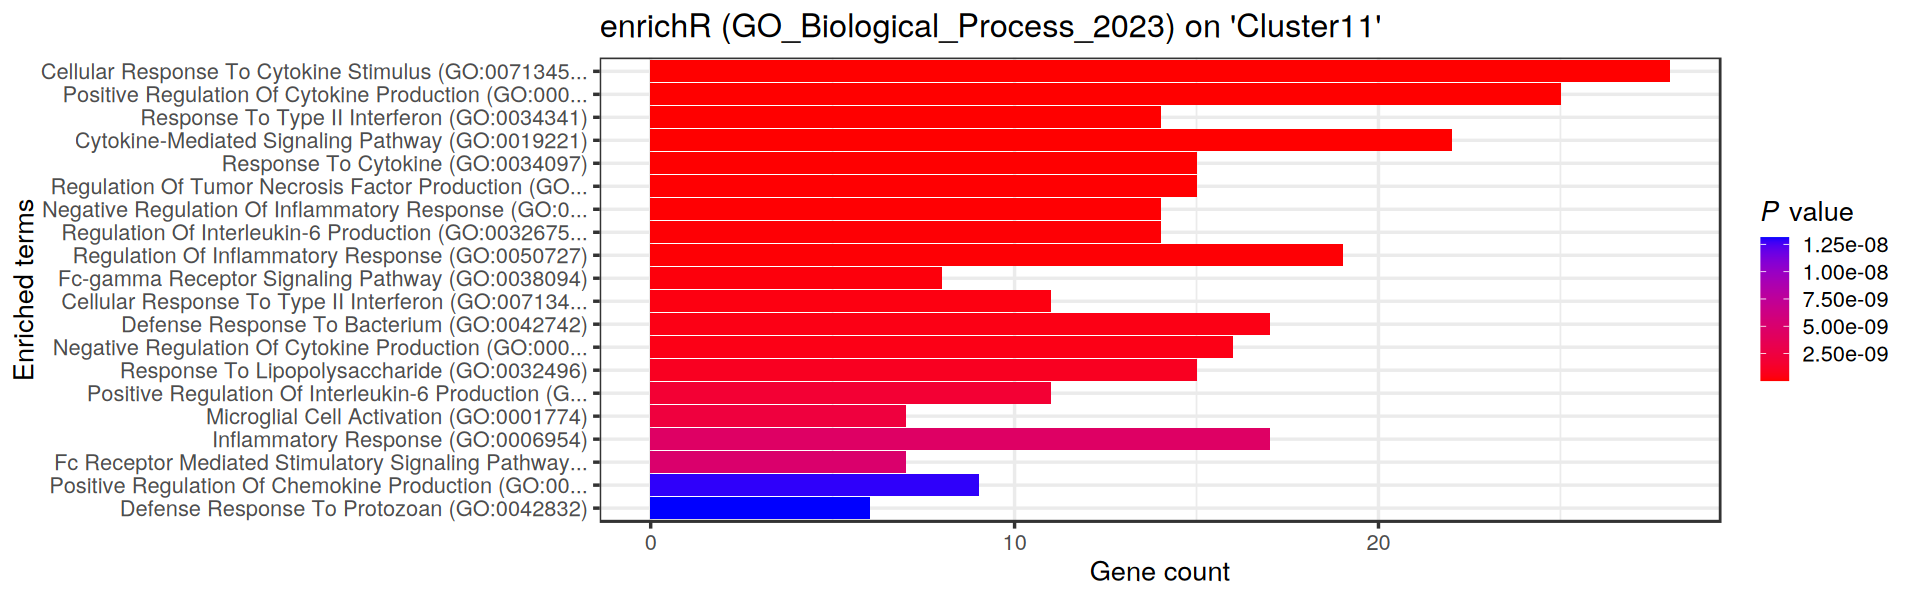 enrichR (GO_Biological_Process_2023) on 'Cluster11'
Enriched terms
Cellular Response To Cytokine Stimulus (GO:0071345...
Positive Regulation Of Cytokine Production (GO:000...
Response To Type II Interferon (GO:0034341)
Cytokine-Mediated Signaling Pathway (GO:0019221)
Response To Cytokine (GO:0034097)
Regulation Of Tumor Necrosis Factor Production (GO...
Negative Regulation Of Inflammatory Response (GO:0...
Regulation Of Interleukin-6 Production (GO:0032675...
Regulation Of Inflammatory Response (GO:0050727)
Fc-gamma Receptor Signaling Pathway (GO:0038094)
Cellular Response To Type II Interferon (GO:007134...
Defense Response To Bacterium (GO:0042742)
Negative Regulation Of Cytokine Production (GO:000...
Response To Lipopolysaccharide (GO:0032496)
Positive Regulation Of Interleukin-6 Production (G...
Microglial Cell Activation (GO:0001774)
Inflammatory Response (GO:0006954)
Fc Receptor Mediated Stimulatory Signaling Pathway...
Positive Regulation Of Chemokine Production (GO:00...
Defense Response To Protozoan (GO:0042832)
0 10 20
Gene count
P value
1.25e-08
1.00e-08
7.50e-09
5.00e-09
2.50e-09